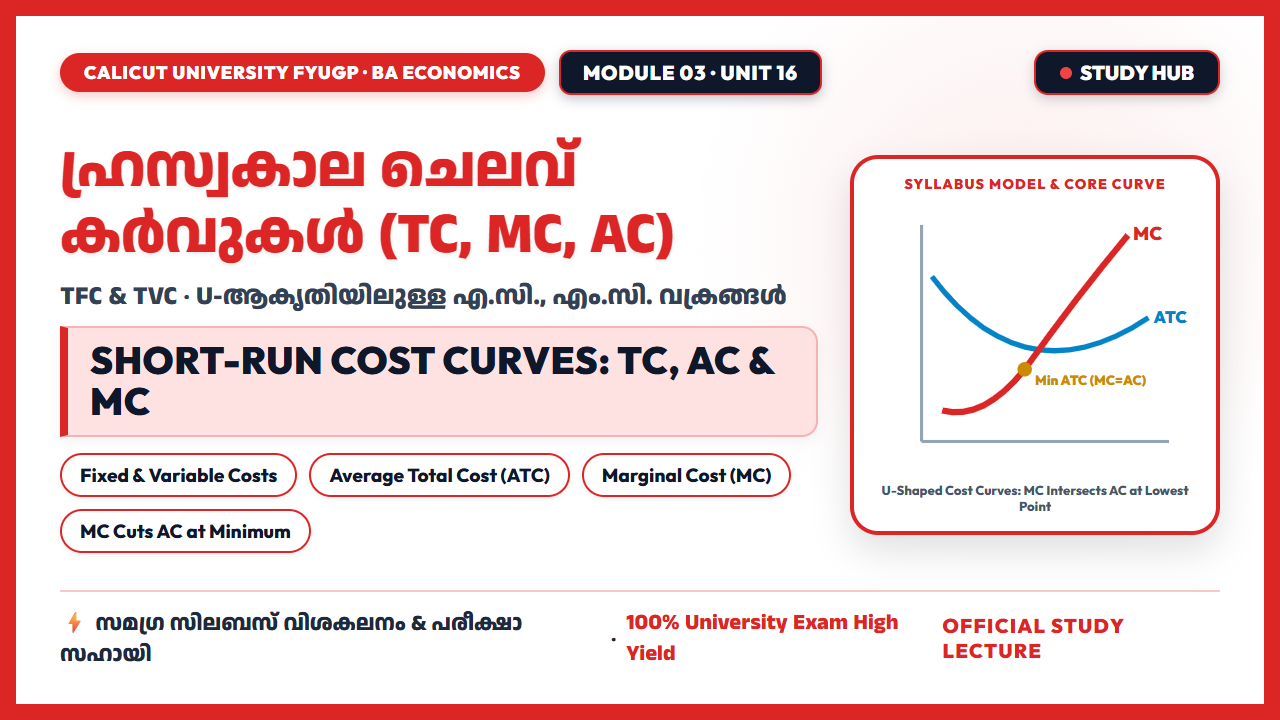 CALICUT UNIVERSITY FYUGP · BA ECONOMICS
MODULE 03 · UNIT 16
STUDY HUB
ഹ്രസ്വകാല ചെലവ്
കർവുകൾ (TC, MC, AC)
TFC & TVC · U-ആകൃതിയിലുള്ള എ.സി., എം.സി. വക്രങ്ങൾ
SHORT-RUN COST CURVES: TC, AC &
MC
Fixed & Variable Costs
Average Total Cost (ATC)
Marginal Cost (MC)
MC Cuts AC at Minimum
SYLLABUS MODEL & CORE CURVE
MC
ATC
Min ATC (MC=AC)
U-Shaped Cost Curves: MC Intersects AC at Lowest
Point
⚡ സമഗ്ര സിലബസ് വിശകലനം & പരീക്ഷാ
സഹായി
· 100% University Exam High
Yield
OFFICIAL STUDY
LECTURE